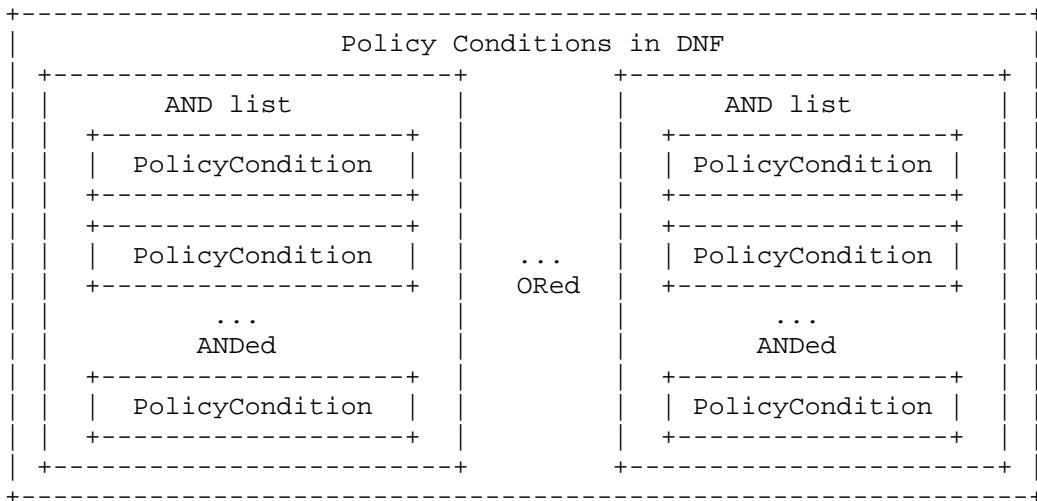 Policy Conditions in DNF
AND list AND list
PolicyCondition PolicyCondition
PolicyCondition ... PolicyCondition
ORed
... ...
ANDed ANDed
PolicyCondition PolicyCondition